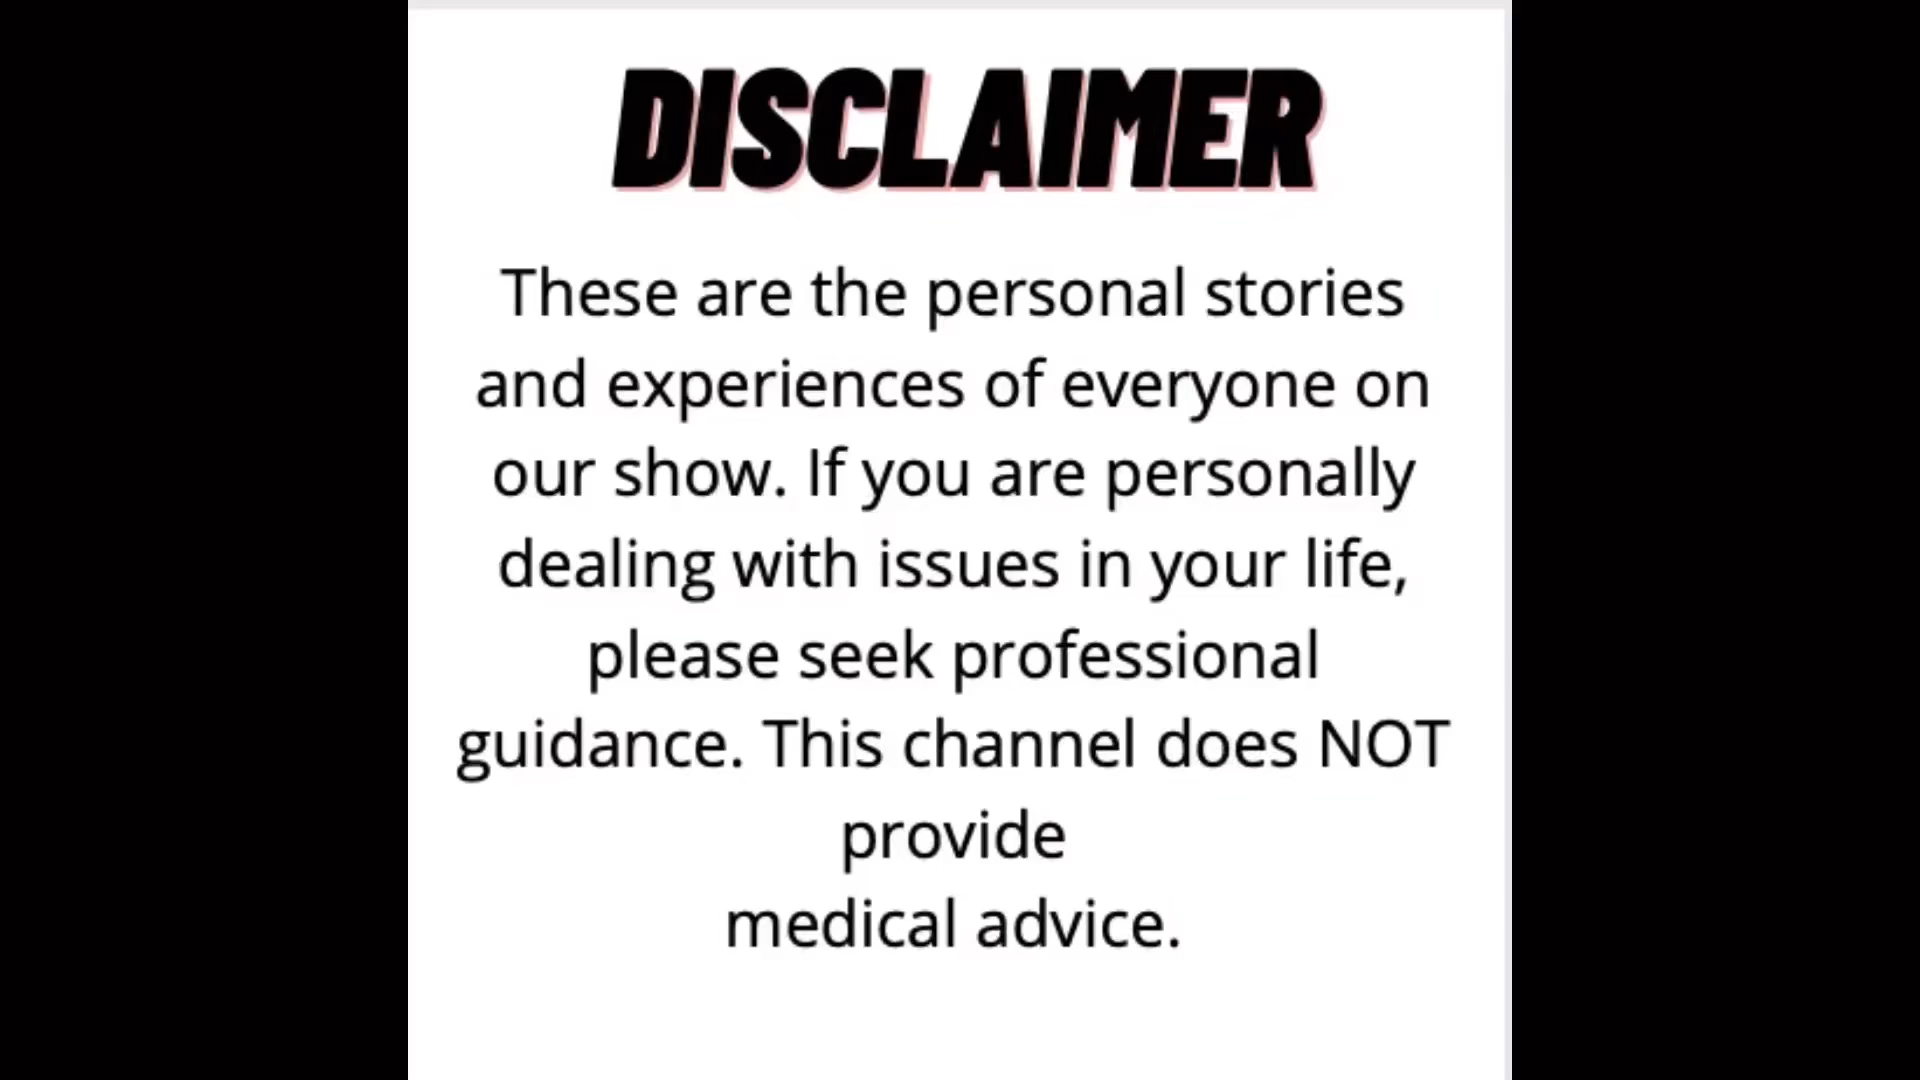 DISCLAIMER
These are the personal stories
and experiences of everyone on
our show. If you are personally
dealing with issues in your life,
please seek professional
guidance. This channel does NOT
provide
medical advice.